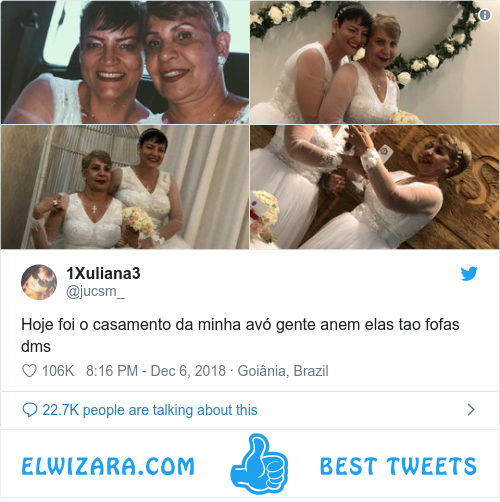 1Xuliana3
@jucsm_
Hoje foi o casamento da minha avó gente anem elas tao fofas
dms
106K 8:16 PM - Dec 6, 2018 · Goiânia, Brazil
22.7K people are talking about this
ELWIZARA.COM BEST TWEETS